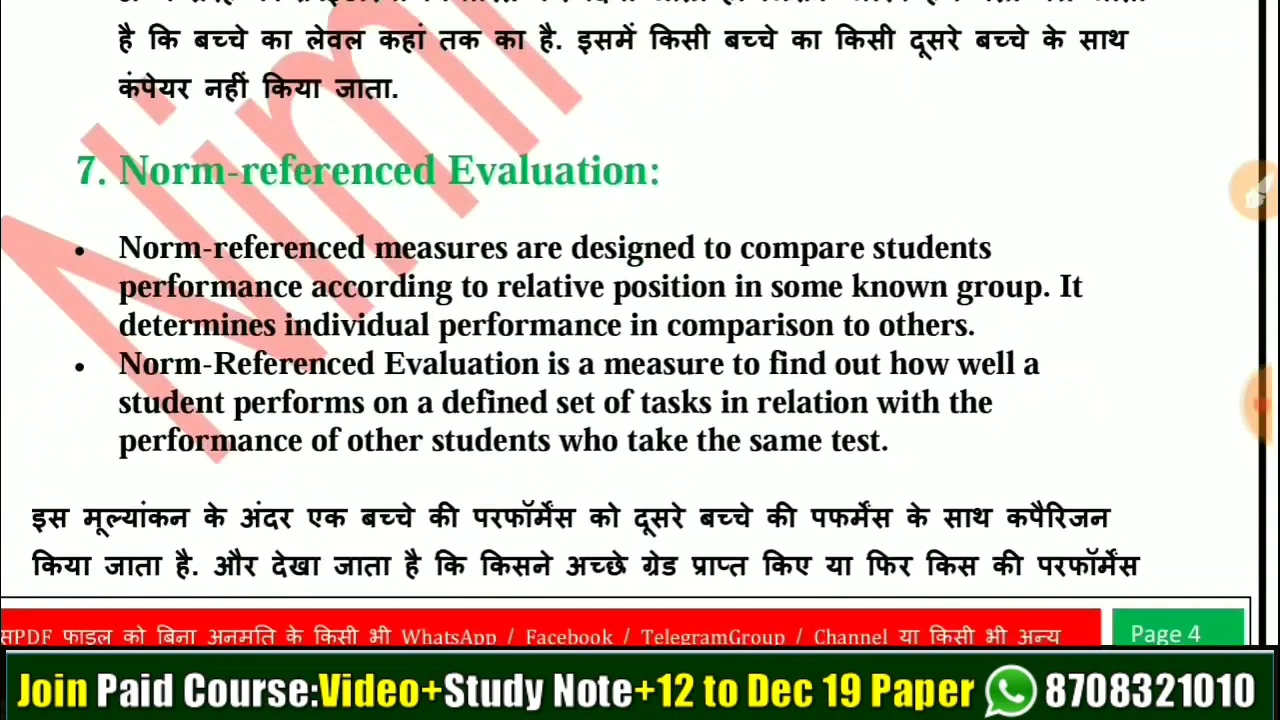 है कि बच्चे का लेवल कहां तक का है. इसमें किसी बच्चे का किसी दूसरे बच्चे के साथ
कंपेयर नहीं किया जाता.
7. Norm-referenced Evaluation:
• Norm-referenced measures are designed to compare students
performance according to relative position in some known group. It
determines individual performance in comparison to others.
• Norm-Referenced Evaluation is a measure to find out how well a
student performs on a defined set of tasks in relation with the
performance of other students who take the same test.
इस मूल्यांकन के अंदर एक बच्चे की परफॉर्मेंस को दूसरे बच्चे की पफर्मेंस के साथ कपैरिजन
किया जाता है. और देखा जाता है कि किसने अच्छे ग्रेड प्राप्त किए या फिर किस की परफॉर्मेंस
PDF फाइल को बिना अनुमति के किसी भी WhatsApp / Facebook / TelegramGroup / Channel या किसी भी अन्य
Page 4
Join Paid Course:Video+Study Note+12 to Dec 19 Paper 8708321010